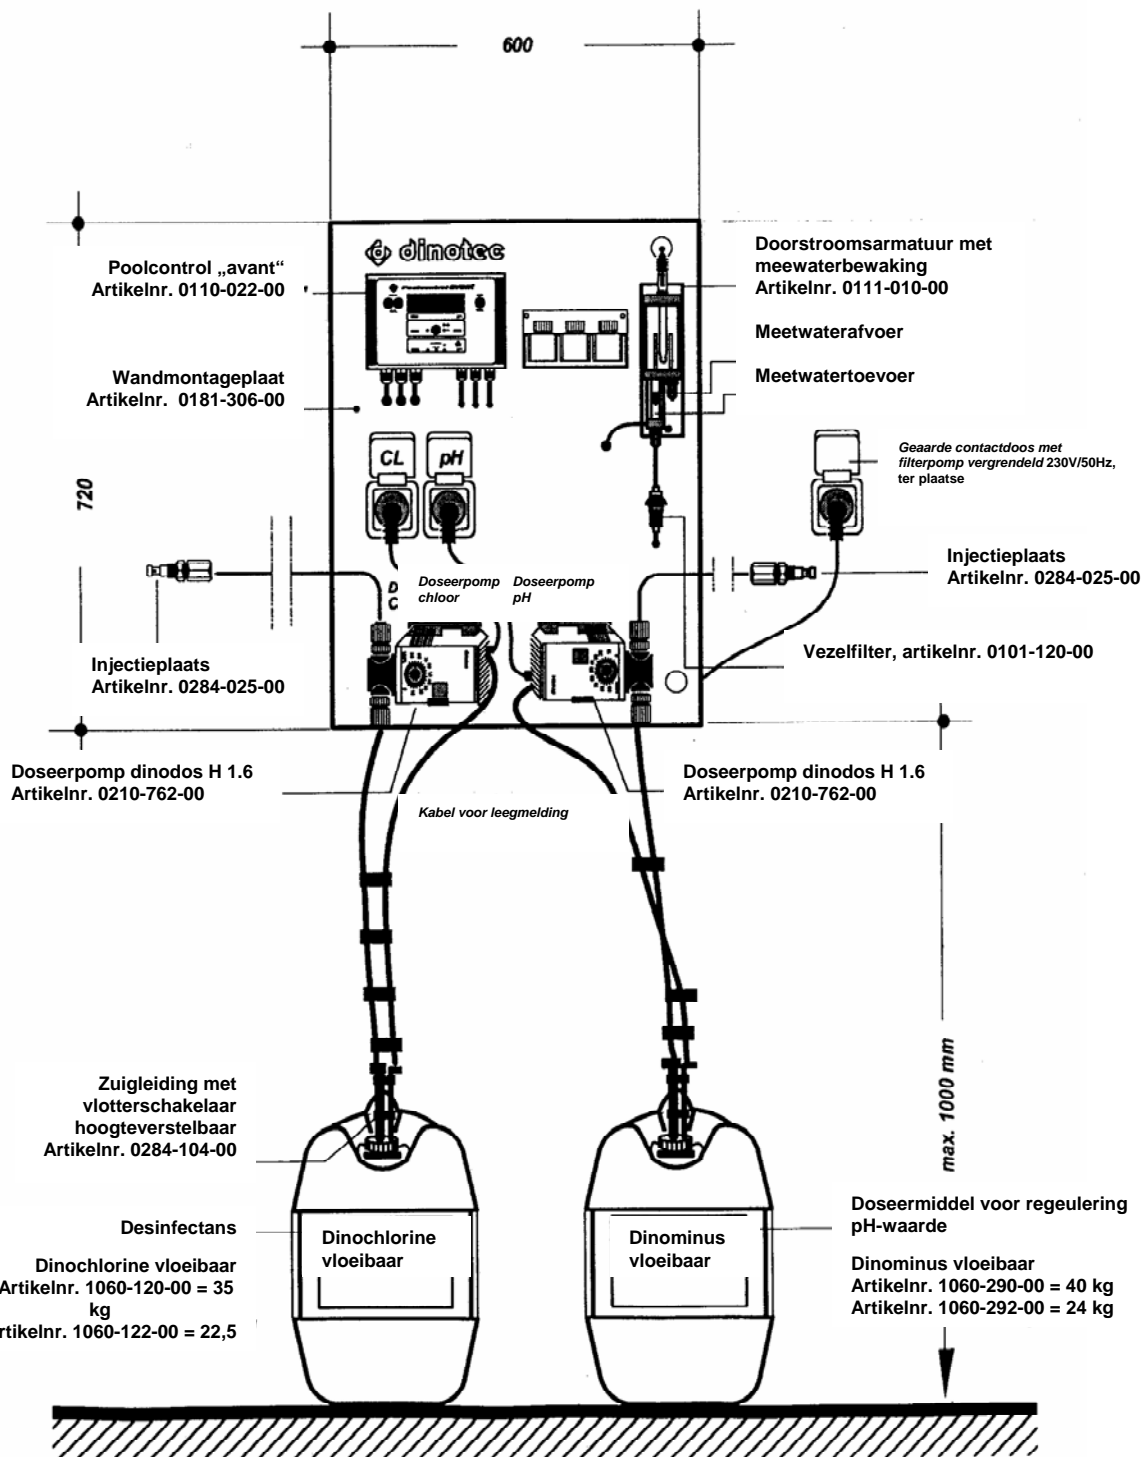 600
dinotec
Poolcontrol „avant“
Artikelnr. 0110-022-00
Wandmontageplaat
Artikelnr. 0181-306-00
Doorstroomsarmatuur met
meewaterbewaking
Artikelnr. 0111-010-00
Meetwaterafvoer
Meetwatertoevoer
CL
pH
Geaarde contactdoos met
filterpomp vergrendeld 230V/50Hz,
ter plaatse
720
Injectieplaats
Artikelnr. 0284-025-00
Doseerpomp
chloor
Doseerpomp
pH
Injectieplaats
Artikelnr. 0284-025-00
Vezelfilter, artikelnr. 0101-120-00
Doseerpomp dinodos H 1.6
Artikelnr. 0210-762-00
Doseerpomp dinodos H 1.6
Artikelnr. 0210-762-00
Kabel voor leegmelding
max. 1000 mm
Zuigleiding met
vlotterschakelaar
hoogteverstelbaar
Artikelnr. 0284-104-00
Desinfectans
Dinochlorine vloeibaar
Artikelnr. 1060-120-00 = 35
kg
rtikelnr. 1060-122-00 = 22,5
Dinochlorine
vloeibaar
Dinominus
vloeibaar
Doseermiddel voor regeulering
pH-waarde
Dinominus vloeibaar
Artikelnr. 1060-290-00 = 40 kg
Artikelnr. 1060-292-00 = 24 kg